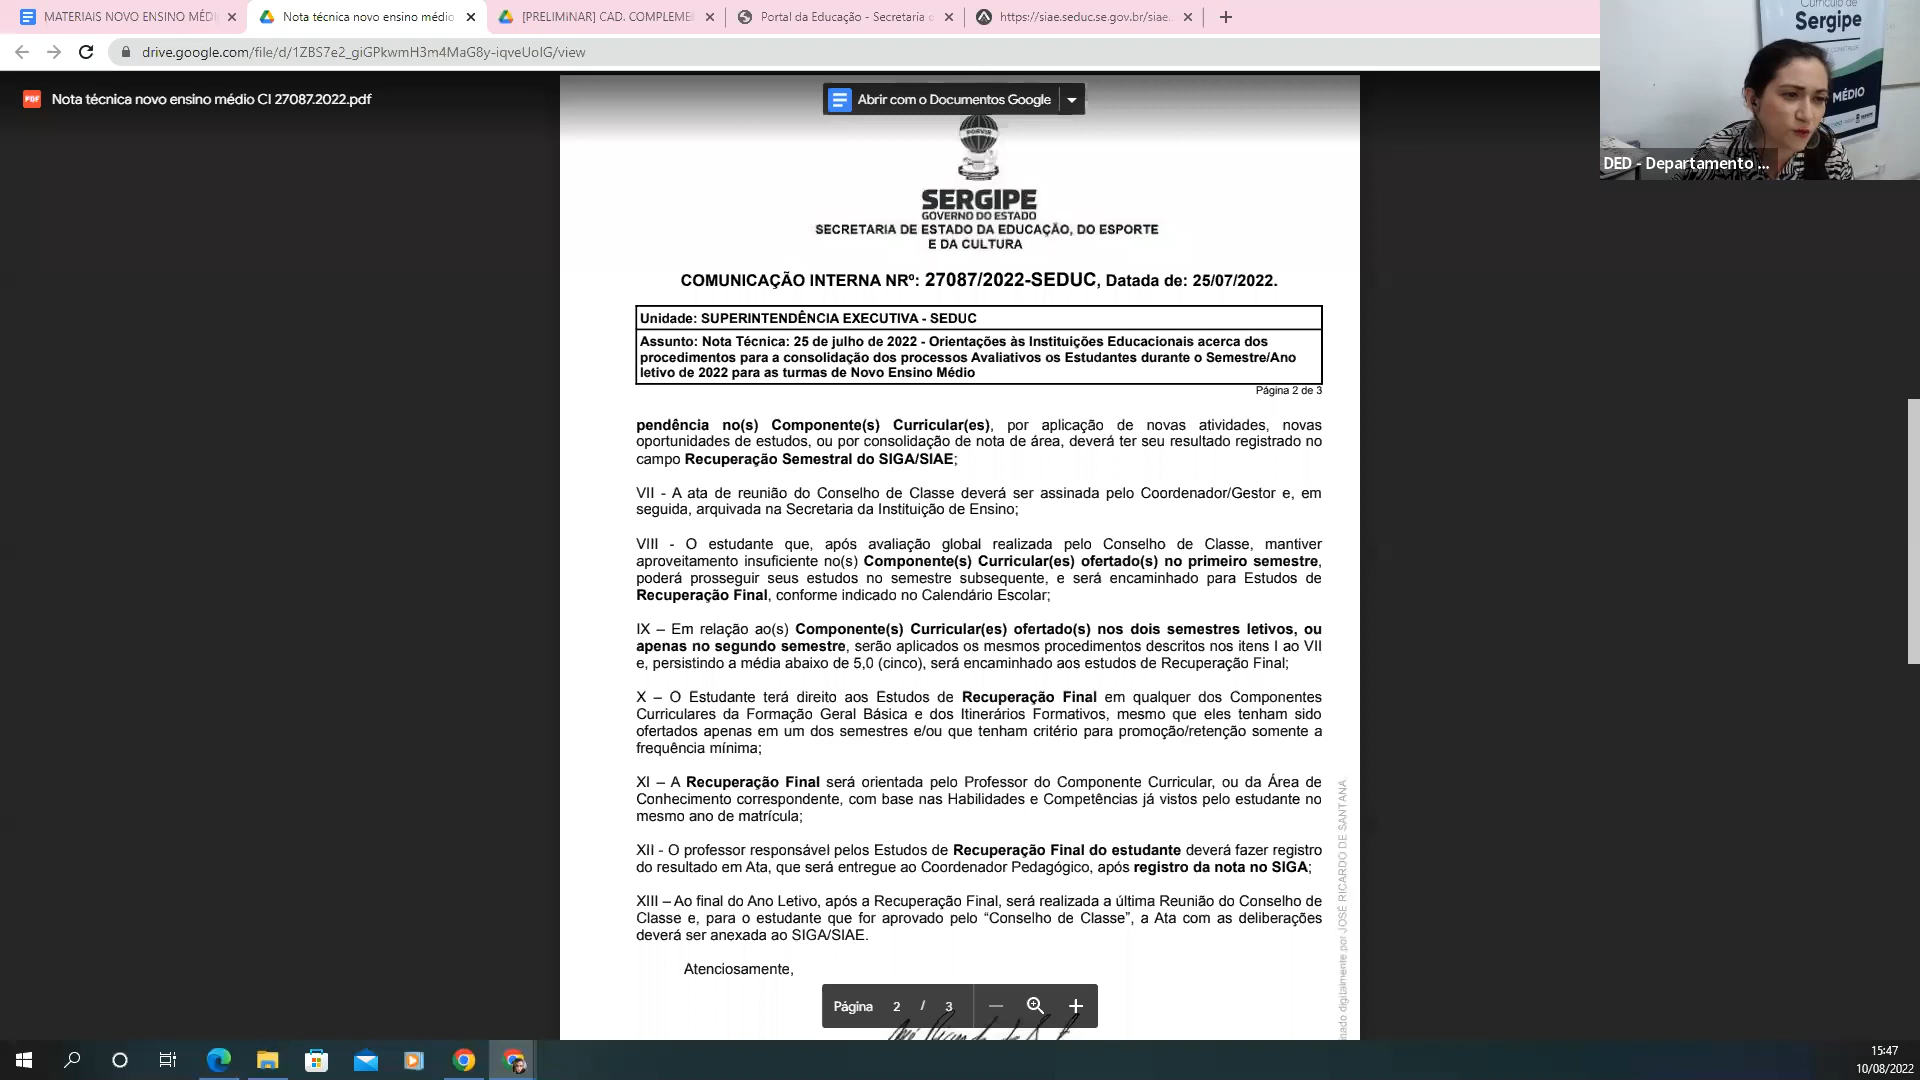 MATERIAIS NOVO ENSINO MÉDI
Nota técnica novo ensino médio
[PRELIMINAR] CAD. COMPLEME
Portal da Educação - Secretaria
https://siae.seduc.se.gov.br/siae.
drive.google.com/file/d/1ZBS7e2_giGPkwmH3m4MaG8y-iqveUolG/view
Nota técnica novo ensino médio CI 27087.2022.pdf
Abrir com o Documentos Google
Currículo de
Sergipe
MÉDIO
DED - Departamento ...
SERGIPE
GOVERNO DO ESTADO
SECRETARIA DE ESTADO DA EDUCAÇÃO, DO ESPORTE
E DA CULTURA
COMUNICAÇÃO INTERNA NRº: 27087/2022-SEDUC, Datada de: 25/07/2022.
Unidade: SUPERINTENDÊNCIA EXECUTIVA - SEDUC
Assunto: Nota Técnica: 25 de julho de 2022 - Orientações às Instituições Educacionais acerca dos
procedimentos para a consolidação dos processos Avaliativos os Estudantes durante o Semestre/Ano
letivo de 2022 para as turmas de Novo Ensino Médio
Página 2 de 3
pendência no(s) Componente(s) Curricular(es), por aplicação de novas atividades, novas
oportunidades de estudos, ou por consolidação de nota de área, deverá ter seu resultado registrado no
campo Recuperação Semestral do SIGA/SIAE;
VII - A ata de reunião do Conselho de Classe deverá ser assinada pelo Coordenador/Gestor e, em
seguida, arquivada na Secretaria da Instituição de Ensino;
VIII - O estudante que, após avaliação global realizada pelo Conselho de Classe, mantiver
aproveitamento insuficiente no(s) Componente(s) Curricular(es) ofertado(s) no primeiro semestre,
poderá prosseguir seus estudos no semestre subsequente, e será encaminhado para Estudos de
Recuperação Final, conforme indicado no Calendário Escolar;
IX – Em relação ao(s) Componente(s) Curricular(es) ofertado(s) nos dois semestres letivos, ou
apenas no segundo semestre, serão aplicados os mesmos procedimentos descritos nos itens I ao VII
e, persistindo a média abaixo de 5,0 (cinco), será encaminhado aos estudos de Recuperação Final;
X – O Estudante terá direito aos Estudos de Recuperação Final em qualquer dos Componentes
Curriculares da Formação Geral Básica e dos Itinerários Formativos, mesmo que eles tenham sido
ofertados apenas em um dos semestres e/ou que tenham critério para promoção/retenção somente a
frequência mínima;
XI – A Recuperação Final será orientada pelo Professor do Componente Curricular, ou da Área de
Conhecimento correspondente, com base nas Habilidades e Competências já vistos pelo estudante no
mesmo ano de matrícula;
XII - O professor responsável pelos Estudos de Recuperação Final do estudante deverá fazer registro
do resultado em Ata, que será entregue ao Coordenador Pedagógico, após registro da nota no SIGA;
XIII – Ao final do Ano Letivo, após a Recuperação Final, será realizada a última Reunião do Conselho de
Classe e, para o estudante que for aprovado pelo “Conselho de Classe”, a Ata com as deliberações
deverá ser anexada ao SIGA/SIAE.
Atenciosamente,
nado digitalmente por JOSÉ RICARDO DE SANTANA
Página 2 / 3
15:47
10/08/2022